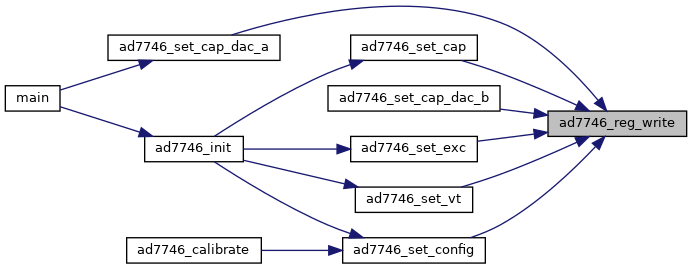 ad7746_set_cap_dac_a
ad7746_set_cap
main
ad7746_set_cap_dac_b
ad7746_reg_write
ad7746_init
ad7746_set_exc
ad7746_set_vt
ad7746_calibrate
ad7746_set_config